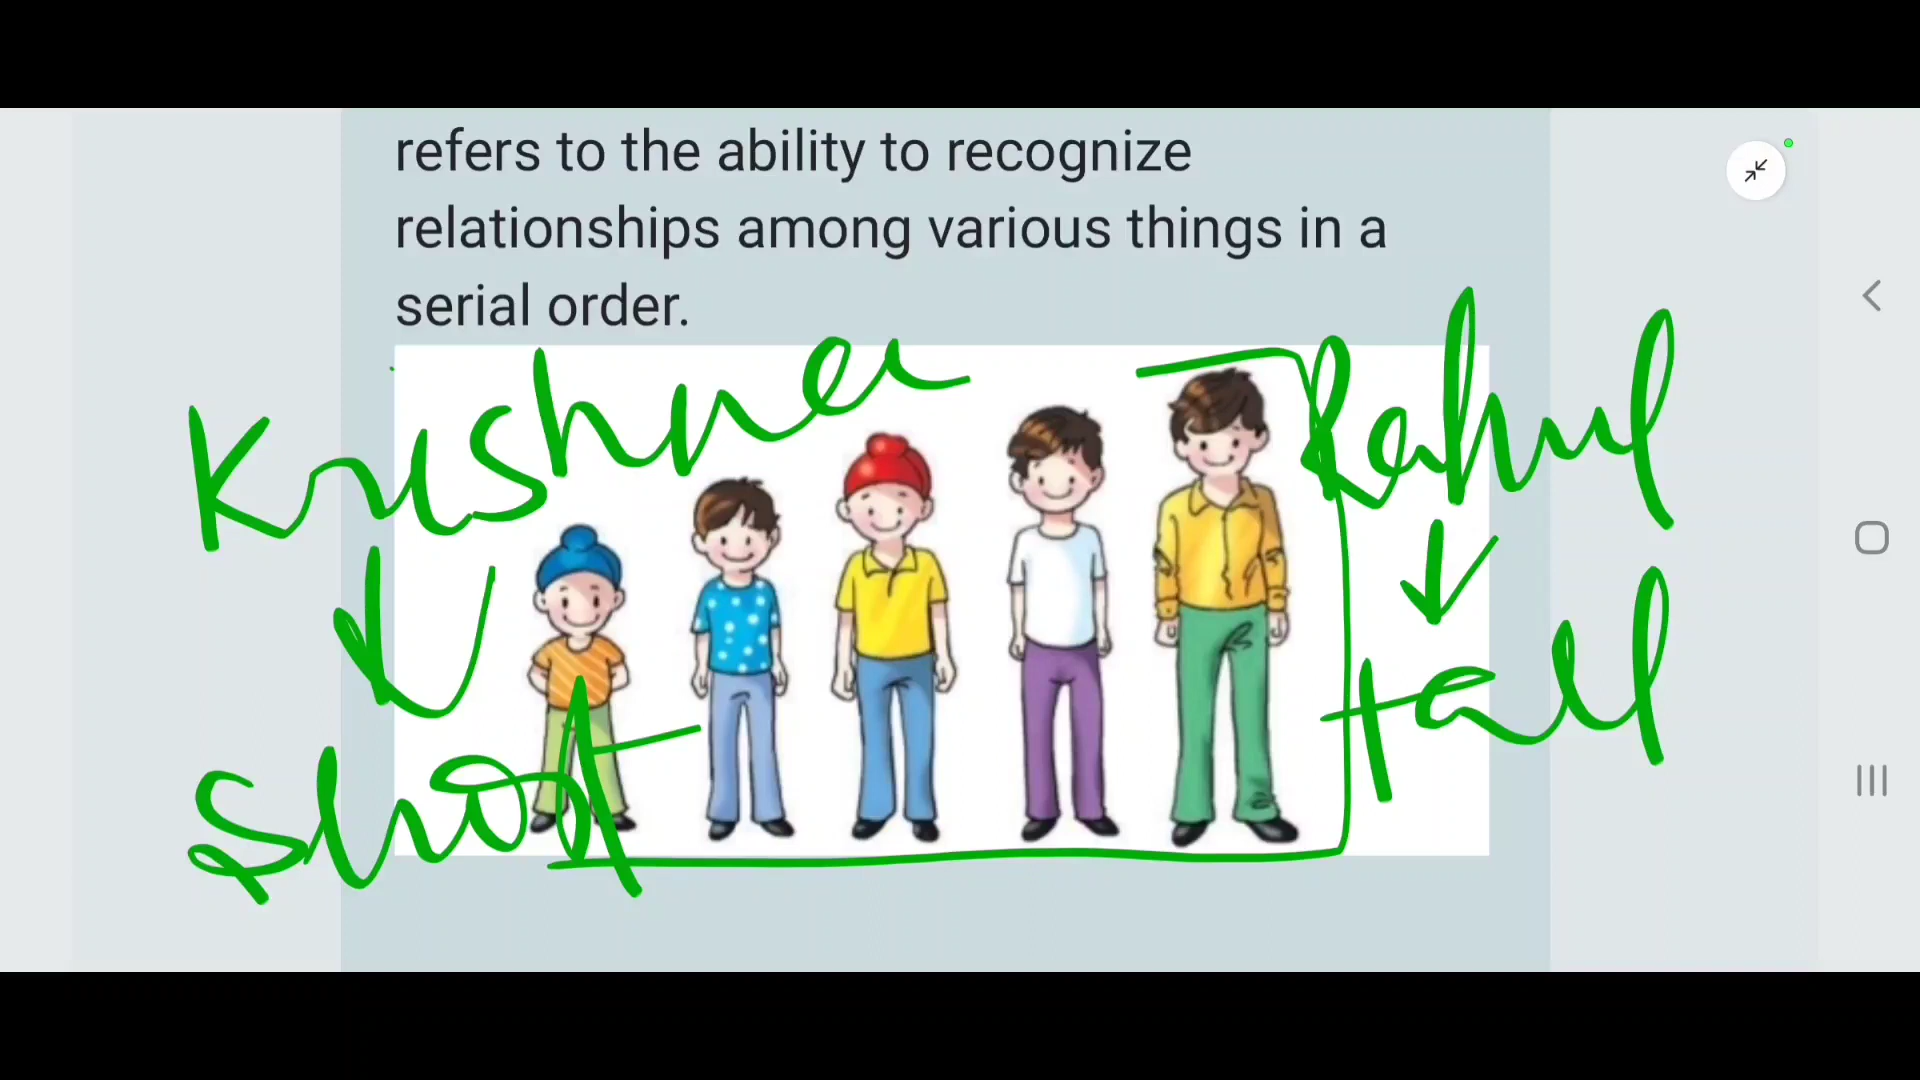 refers to the ability to recognize
relationships among various things in a
serial order.
Krishna
Rahul
Short
tall